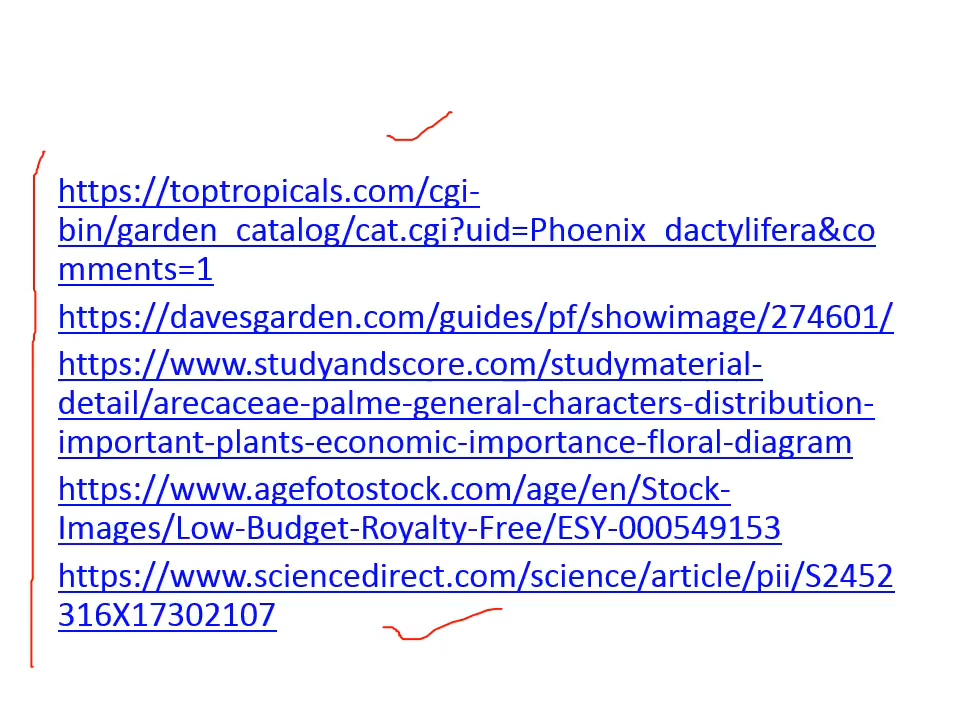 https://toptropicals.com/cgi-
bin/garden_catalog/cat.cgi?uid=Phoenix_dactylifera&co
mments=1
https://davesgarden.com/guides/pf/showimage/274601/
https://www.studyandscore.com/studymaterial-
detail/arecaceae-palme-general-characters-distribution-
important-plants-economic-importance-floral-diagram
https://www.agefotostock.com/age/en/Stock-
Images/Low-Budget-Royalty-Free/ESY-000549153
https://www.sciencedirect.com/science/article/pii/S2452
316X17302107